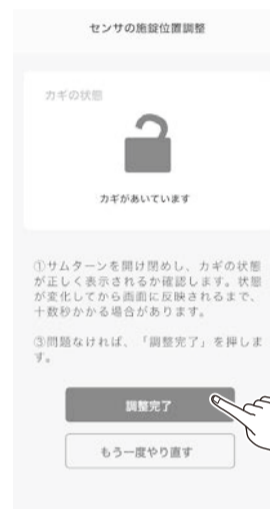 センサの施錠位置調整
カギの状態
カギがあいています
①サムターンを開け閉めし、カギの状態
が正しく表示されるか確認します。状態
が変化してから画面に反映されるまで、
十数秒かかる場合があります。
③問題なければ、「調整完了」を押しま
す。
調整完了
もう一度やり直す